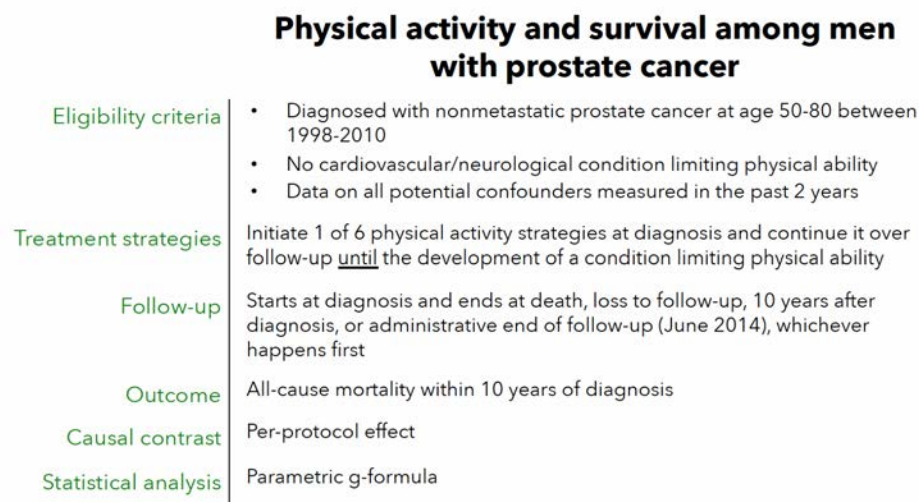 Physical activity and survival among men
with prostate cancer
Eligibility criteria
• Diagnosed with nonmetastatic prostate cancer at age 50-80 between
1998-2010
• No cardiovascular/neurological condition limiting physical ability
• Data on all potential confounders measured in the past 2 years
Treatment strategies
Initiate 1 of 6 physical activity strategies at diagnosis and continue it over
follow-up until the development of a condition limiting physical ability
Follow-up
Starts at diagnosis and ends at death, loss to follow-up, 10 years after
diagnosis, or administrative end of follow-up (June 2014), whichever
happens first
Outcome
All-cause mortality within 10 years of diagnosis
Causal contrast
Per-protocol effect
Statistical analysis
Parametric g-formula